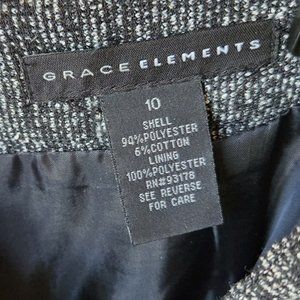 GRACE ELEMENTS
10
SHELL
94%POLYESTER
6%COTTON
LINING
100%POLYESTER
RN#93178
SEE REVERSE
FOR CARE